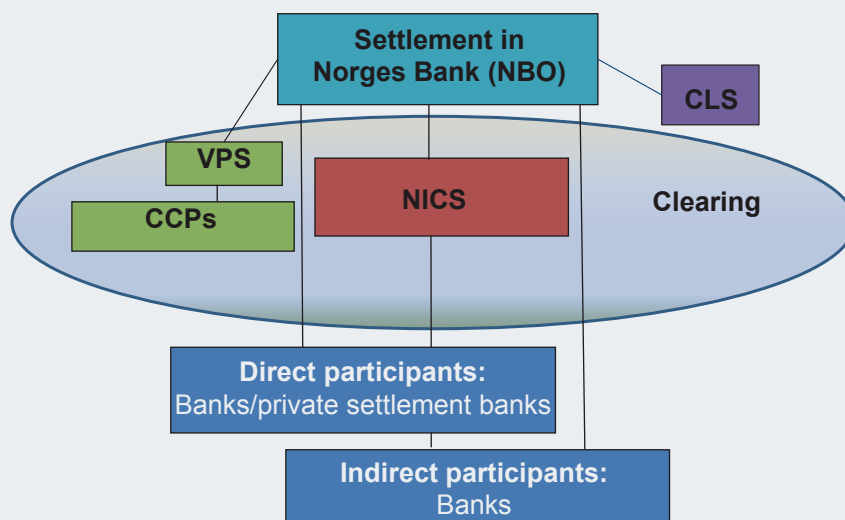 Settlement in
Norges Bank (NBO)
CLS
VPS
NICS
Clearing
CCPs
Direct participants:
Banks/private settlement banks
Indirect participants:
Banks